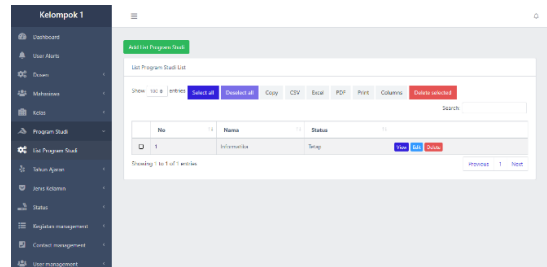 Kelompok 1
Dashboard
User Alerts
Dosen
Mahasiswa
Kelas
Program Studi
List Program Studi
Tahun Ajaran
Jenis Kelamin
Status
Kegiatan management
Contact management
User management
Add List Program Studi
List Program Studi List
Show 100 entries Select all Deselect all Copy CSV Excel PDF Print Columns Delete selected
Search:
No Nama Status
1 Informatika Tetap View Edit Delete
Showing 1 to 1 of 1 entries Previous 1 Next